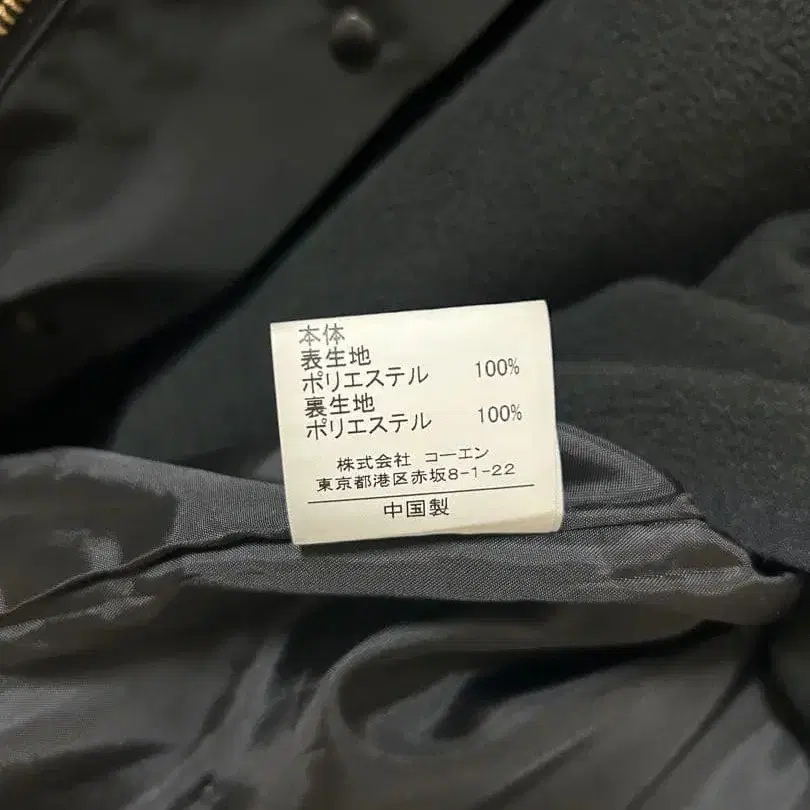 本体
表生地
ポリエステル 100%
裏生地
ポリエステル 100%
株式会社 コーエン
東京都港区赤坂8-1-22
中国製